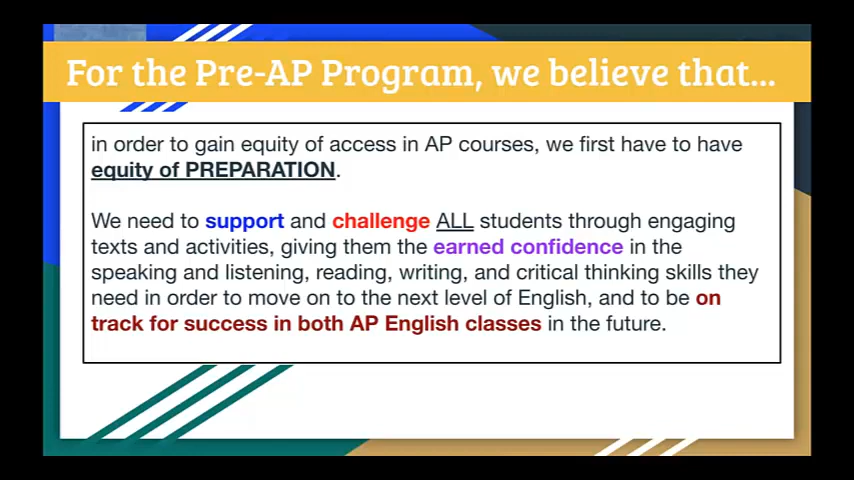 For the Pre-AP Program, we believe that...
in order to gain equity of access in AP courses, we first have to have
equity of PREPARATION.
We need to support and challenge ALL students through engaging
texts and activities, giving them the earned confidence in the
speaking and listening, reading, writing, and critical thinking skills they
need in order to move on to the next level of English, and to be on
track for success in both AP English classes in the future.